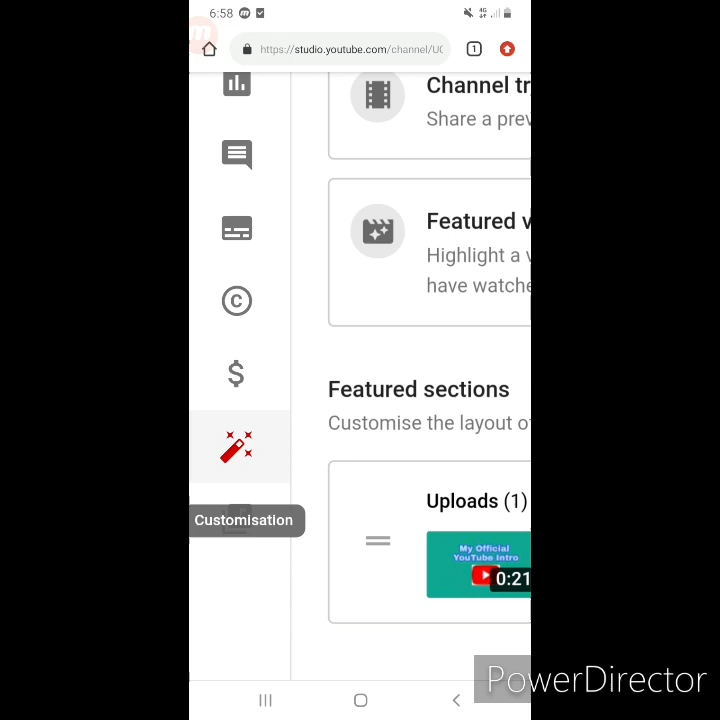 6:58
4G
https://studio.youtube.com/channel/UC
1
Channel tr
Share a prev
Featured v
Highlight a v
have watche
Featured sections
Customise the layout o
Customisation
Uploads (1)
My Official
YouTube Intro
0:21
PowerDirector